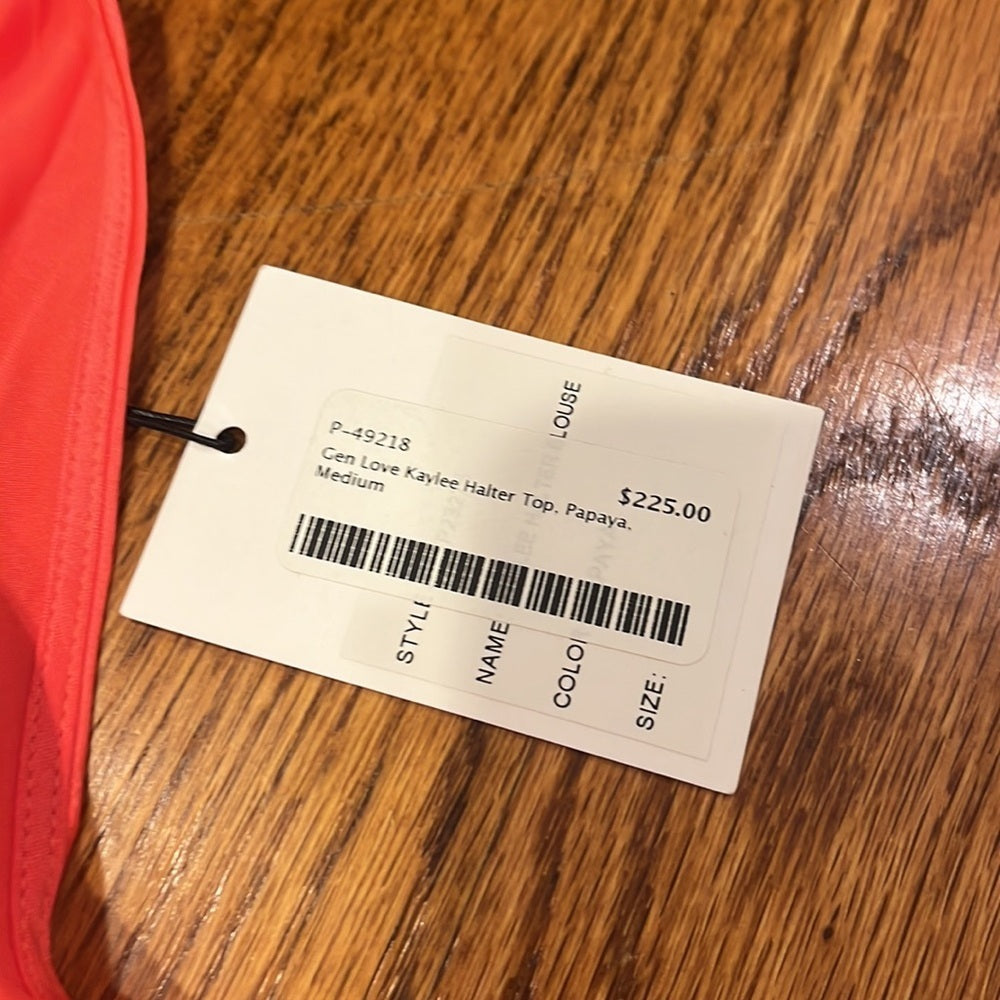 P-49218
Gen Love Kaylee Halter Top, Papaya,
Medium
$225.00
LOUSE
STYLE
NAME
COLO
SIZE: